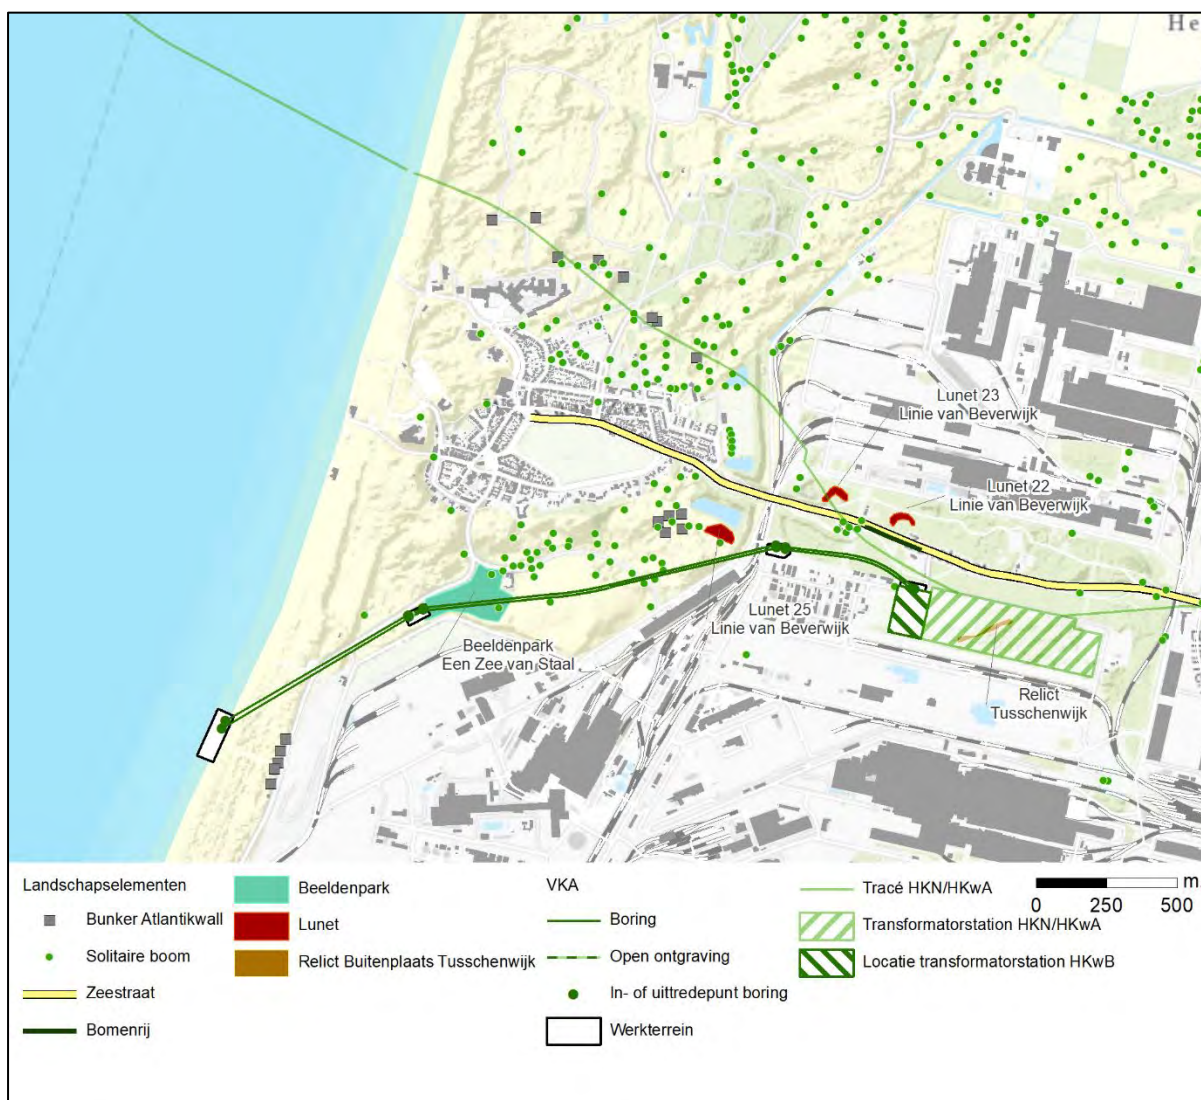 He
Lunet 23
Linie van Beverwijk
Lunet 22
Linie van Beverwijk
Lunet 25
Linie van Beverwijk
Beeldenpark
Een Zee van Staal
Relict
Tusschenwijk
Landschapselementen
Bunker Atlantikwall
Solitaire boom
Zeestraat
Bomenrij
Beeldenpark
Lunet
Relict Buitenplaats Tusschenwijk
VKA
Boring
Open ontgraving
In- of uittredepunt boring
Werkterrein
Tracé HKN/HKwA
Transformatorstation HKN/HKwA
Locatie transformatorstation HKwB
m
0 250 500